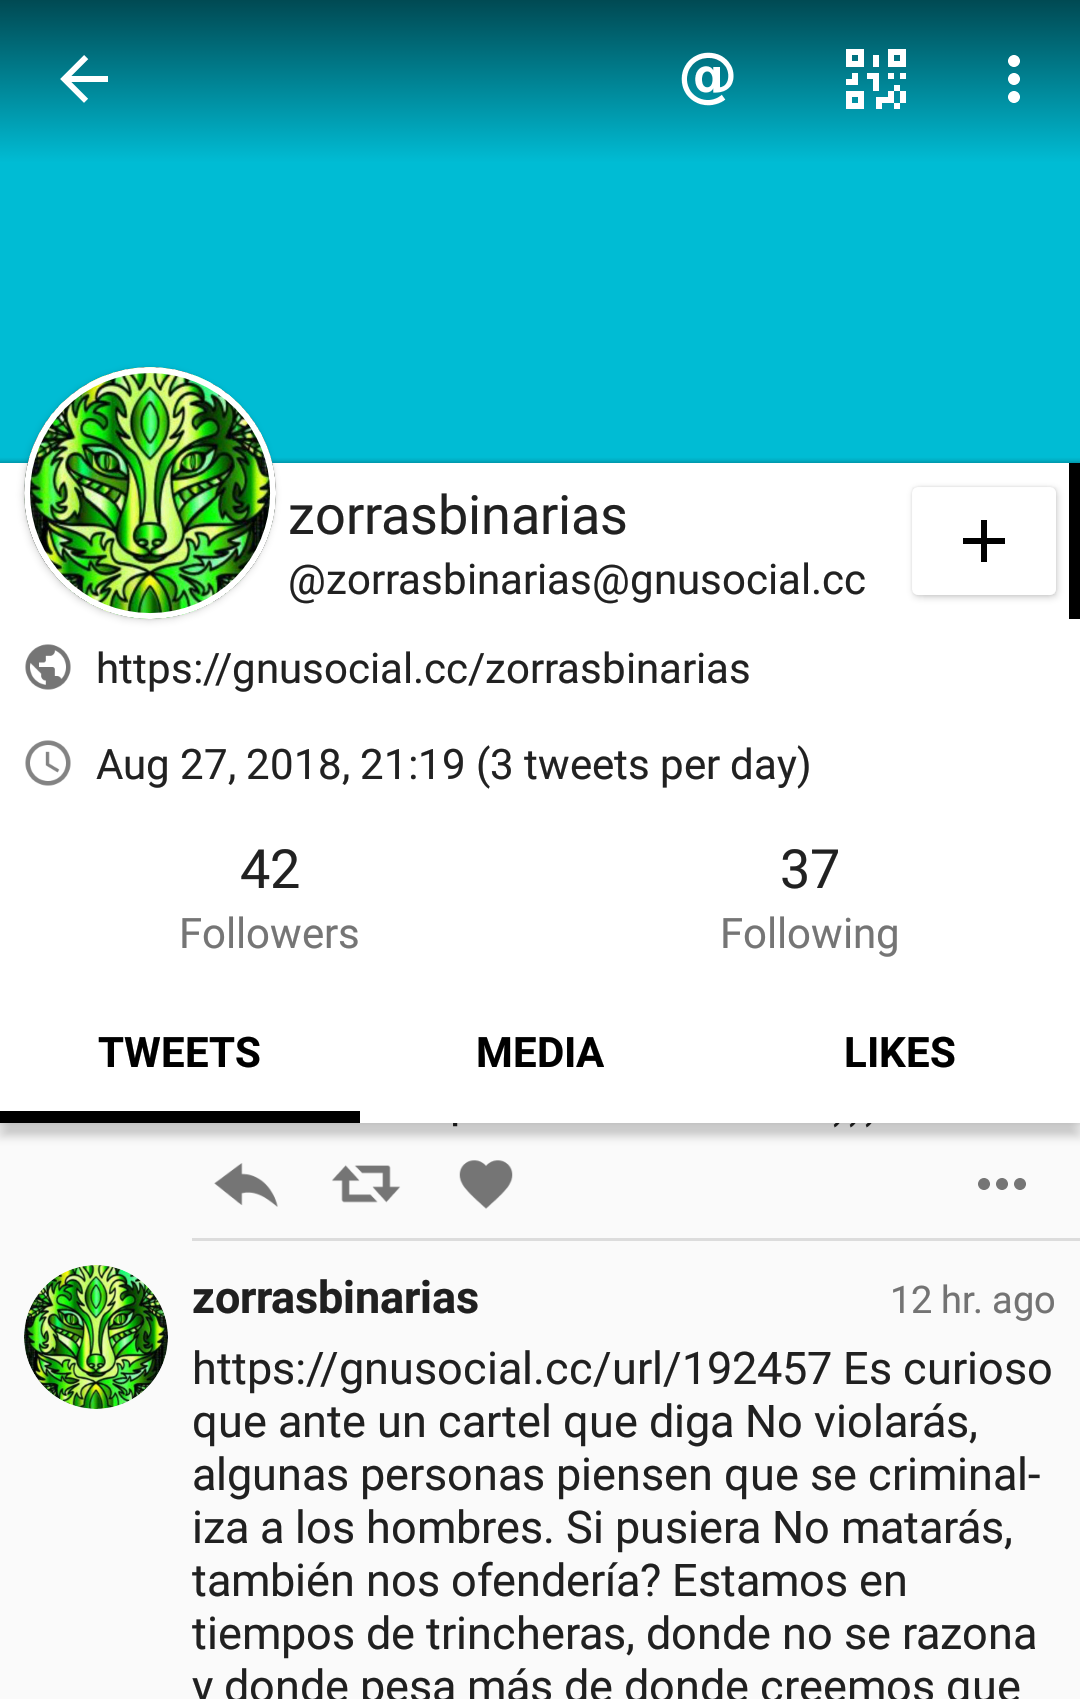 @
zorrasbinarias
@zorrasbinarias@gnusocial.cc
+
https://gnusocial.cc/zorrasbinarias
Aug 27, 2018, 21:19 (3 tweets per day)
42 37
Followers Following
TWEETS MEDIA LIKES
zorrasbinarias 12 hr. ago
https://gnusocial.cc/url/192457 Es curioso
que ante un cartel que diga No violarás,
algunas personas piensen que se criminal-
iza a los hombres. Si pusiera No matarás,
también nos ofendería? Estamos en
tiempos de trincheras, donde no se razona
y donde pesa más de donde creemos que